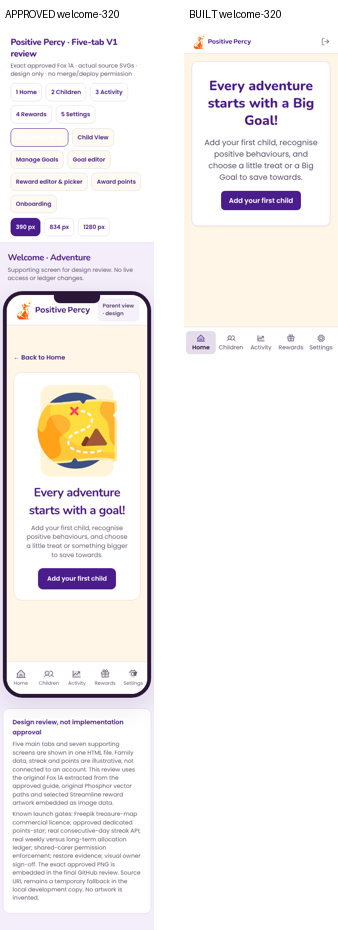 APPROVED welcome-320
Positive Percy · Five-tab V1
review
Exact approved Fox 1A · actual source SVGs ·
design only · no merge/deploy permission
1 Home
2 Children
3 Activity
4 Rewards
5 Settings
Child View
Manage Goals
Goal editor
Reward editor & picker
Award points
Onboarding
390 px
834 px
1280 px
Welcome · Adventure
Supporting screen for design review. No live
access or ledger changes.
Positive Percy
Parent view
· design
← Back to Home
Every adventure
starts with a goal!
Add your first child, recognise
positive behaviours, and choose
a little treat or something bigger
to save towards.
Add your first child
Home
Children
Activity
Rewards
Settings
Design review, not implementation
approval
Five main tabs and seven supporting
screens are shown in one HTML file. Family
data, streak and points are illustrative, not
connected to an account. This review uses
the original Fox 1A extracted from the
approved guide, original Phosphor vector
paths and selected Streamline reward
artwork embedded as image data.
Known launch gates: Freepik treasure-map
commercial licence; approved dedicated
points-star; real consecutive-day streak API;
real weekly versus long-term allocation
ledger; shared-carer permission
enforcement; restore evidence; visual owner
sign-off. The exact approved PNG is
embedded in the final GitHub review. Source
URL remains a temporary fallback in the
local development copy. No artwork is
invented.
BUILT welcome-320
Positive Percy
Every adventure
starts with a Big
Goal!
Add your first child, recognise
positive behaviours, and
choose a little treat or a Big
Goal to save towards.
Add your first child
Home
Children
Activity
Rewards
Settings